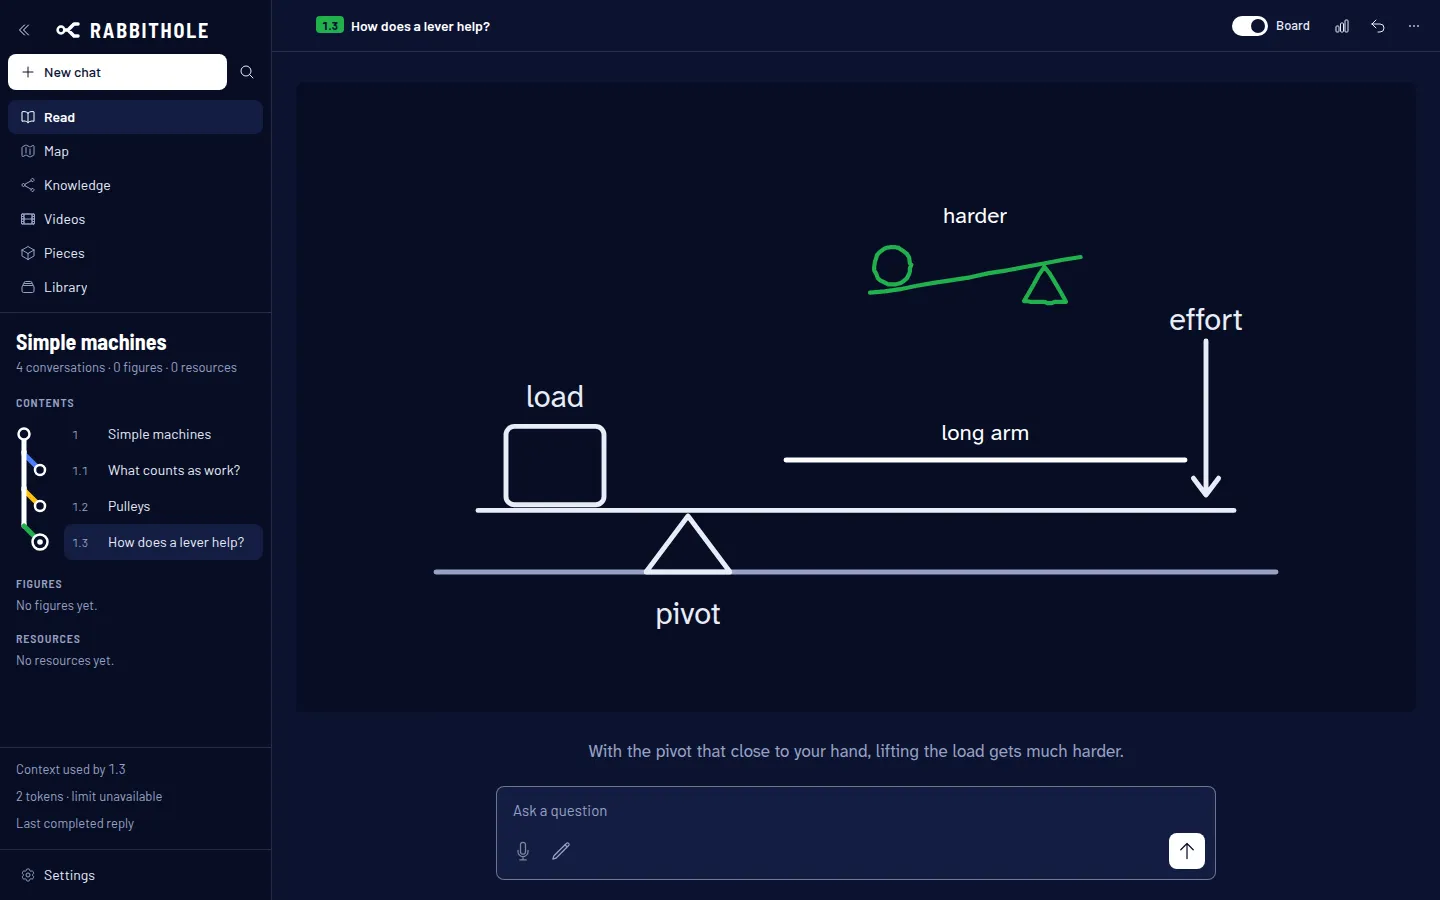 RABBITHOLE
New chat
Read
Map
Knowledge
Videos
Pieces
Library
Simple machines
4 conversations · 0 figures · 0 resources
CONTENTS
1 Simple machines
1.1 What counts as work?
1.2 Pulleys
1.3 How does a lever help?
FIGURES
No figures yet.
RESOURCES
No resources yet.
Context used by 1.3
2 tokens · limit unavailable
Last completed reply
Settings
1.3 How does a lever help?
Board
harder
effort
load
long arm
pivot
With the pivot that close to your hand, lifting the load gets much harder.
Ask a question